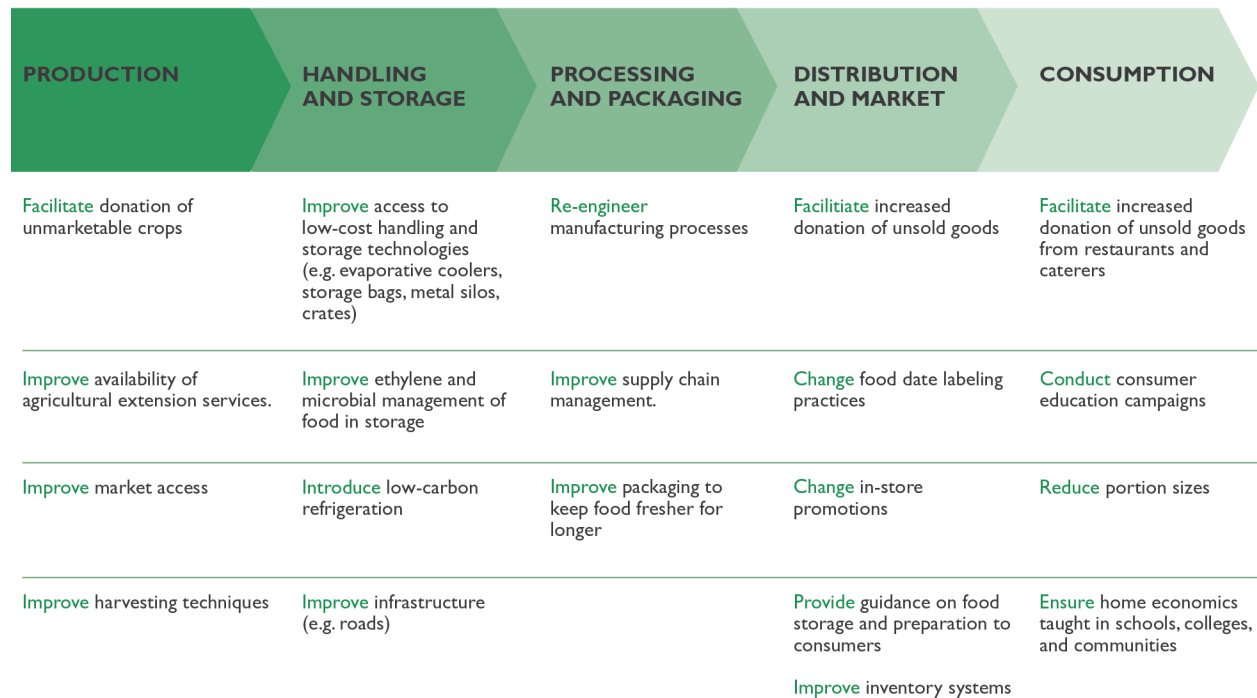 PRODUCTION
HANDLING
AND STORAGE
PROCESSING
AND PACKAGING
DISTRIBUTION
AND MARKET
CONSUMPTION
Facilitate donation of
unmarketable crops
Improve access to
low-cost handling and
storage technologies
(e.g. evaporative coolers,
storage bags, metal silos,
crates)
Re-engineer
manufacturing processes
Facilitiate increased
donation of unsold goods
Facilitate increased
donation of unsold goods
from restaurants and
caterers
Improve availability of
agricultural extension services.
Improve ethylene and
microbial management of
food in storage
Improve supply chain
management.
Change food date labeling
practices
Conduct consumer
education campaigns
Improve market access
Introduce low-carbon
refrigeration
Improve packaging to
keep food fresher for
longer
Change in-store
promotions
Reduce portion sizes
Improve harvesting techniques
Improve infrastructure
(e.g. roads)
Provide guidance on food
storage and preparation to
consumers
Improve inventory systems
Ensure home economics
taught in schools, colleges,
and communities